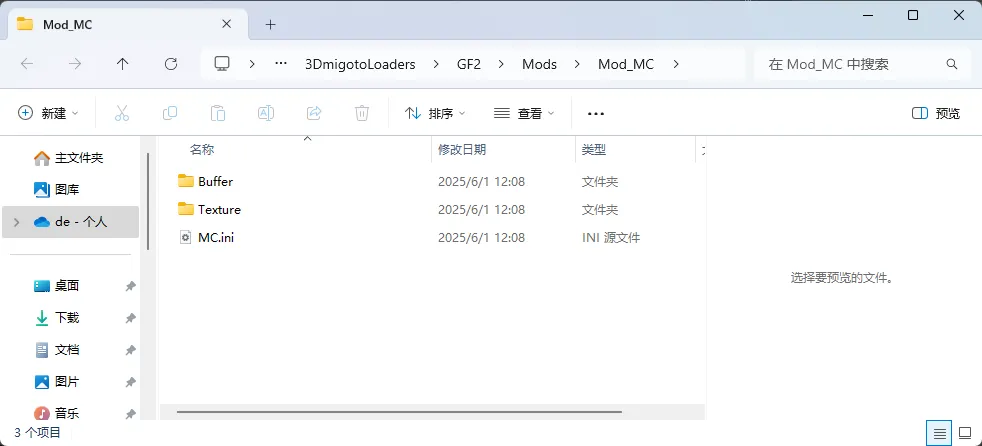 Mod_MC
3DmigotoLoaders
GF2
Mods
Mod_MC
在 Mod_MC 中搜索
新建
排序
查看
预览
主文件夹
图库
de - 个人
桌面
下载
文档
图片
音乐
名称 修改日期 类型
Buffer 2025/6/1 12:08 文件夹
Texture 2025/6/1 12:08 文件夹
MC.ini 2025/6/1 12:08 INI 源文件
选择要预览的文件。
3 个项目